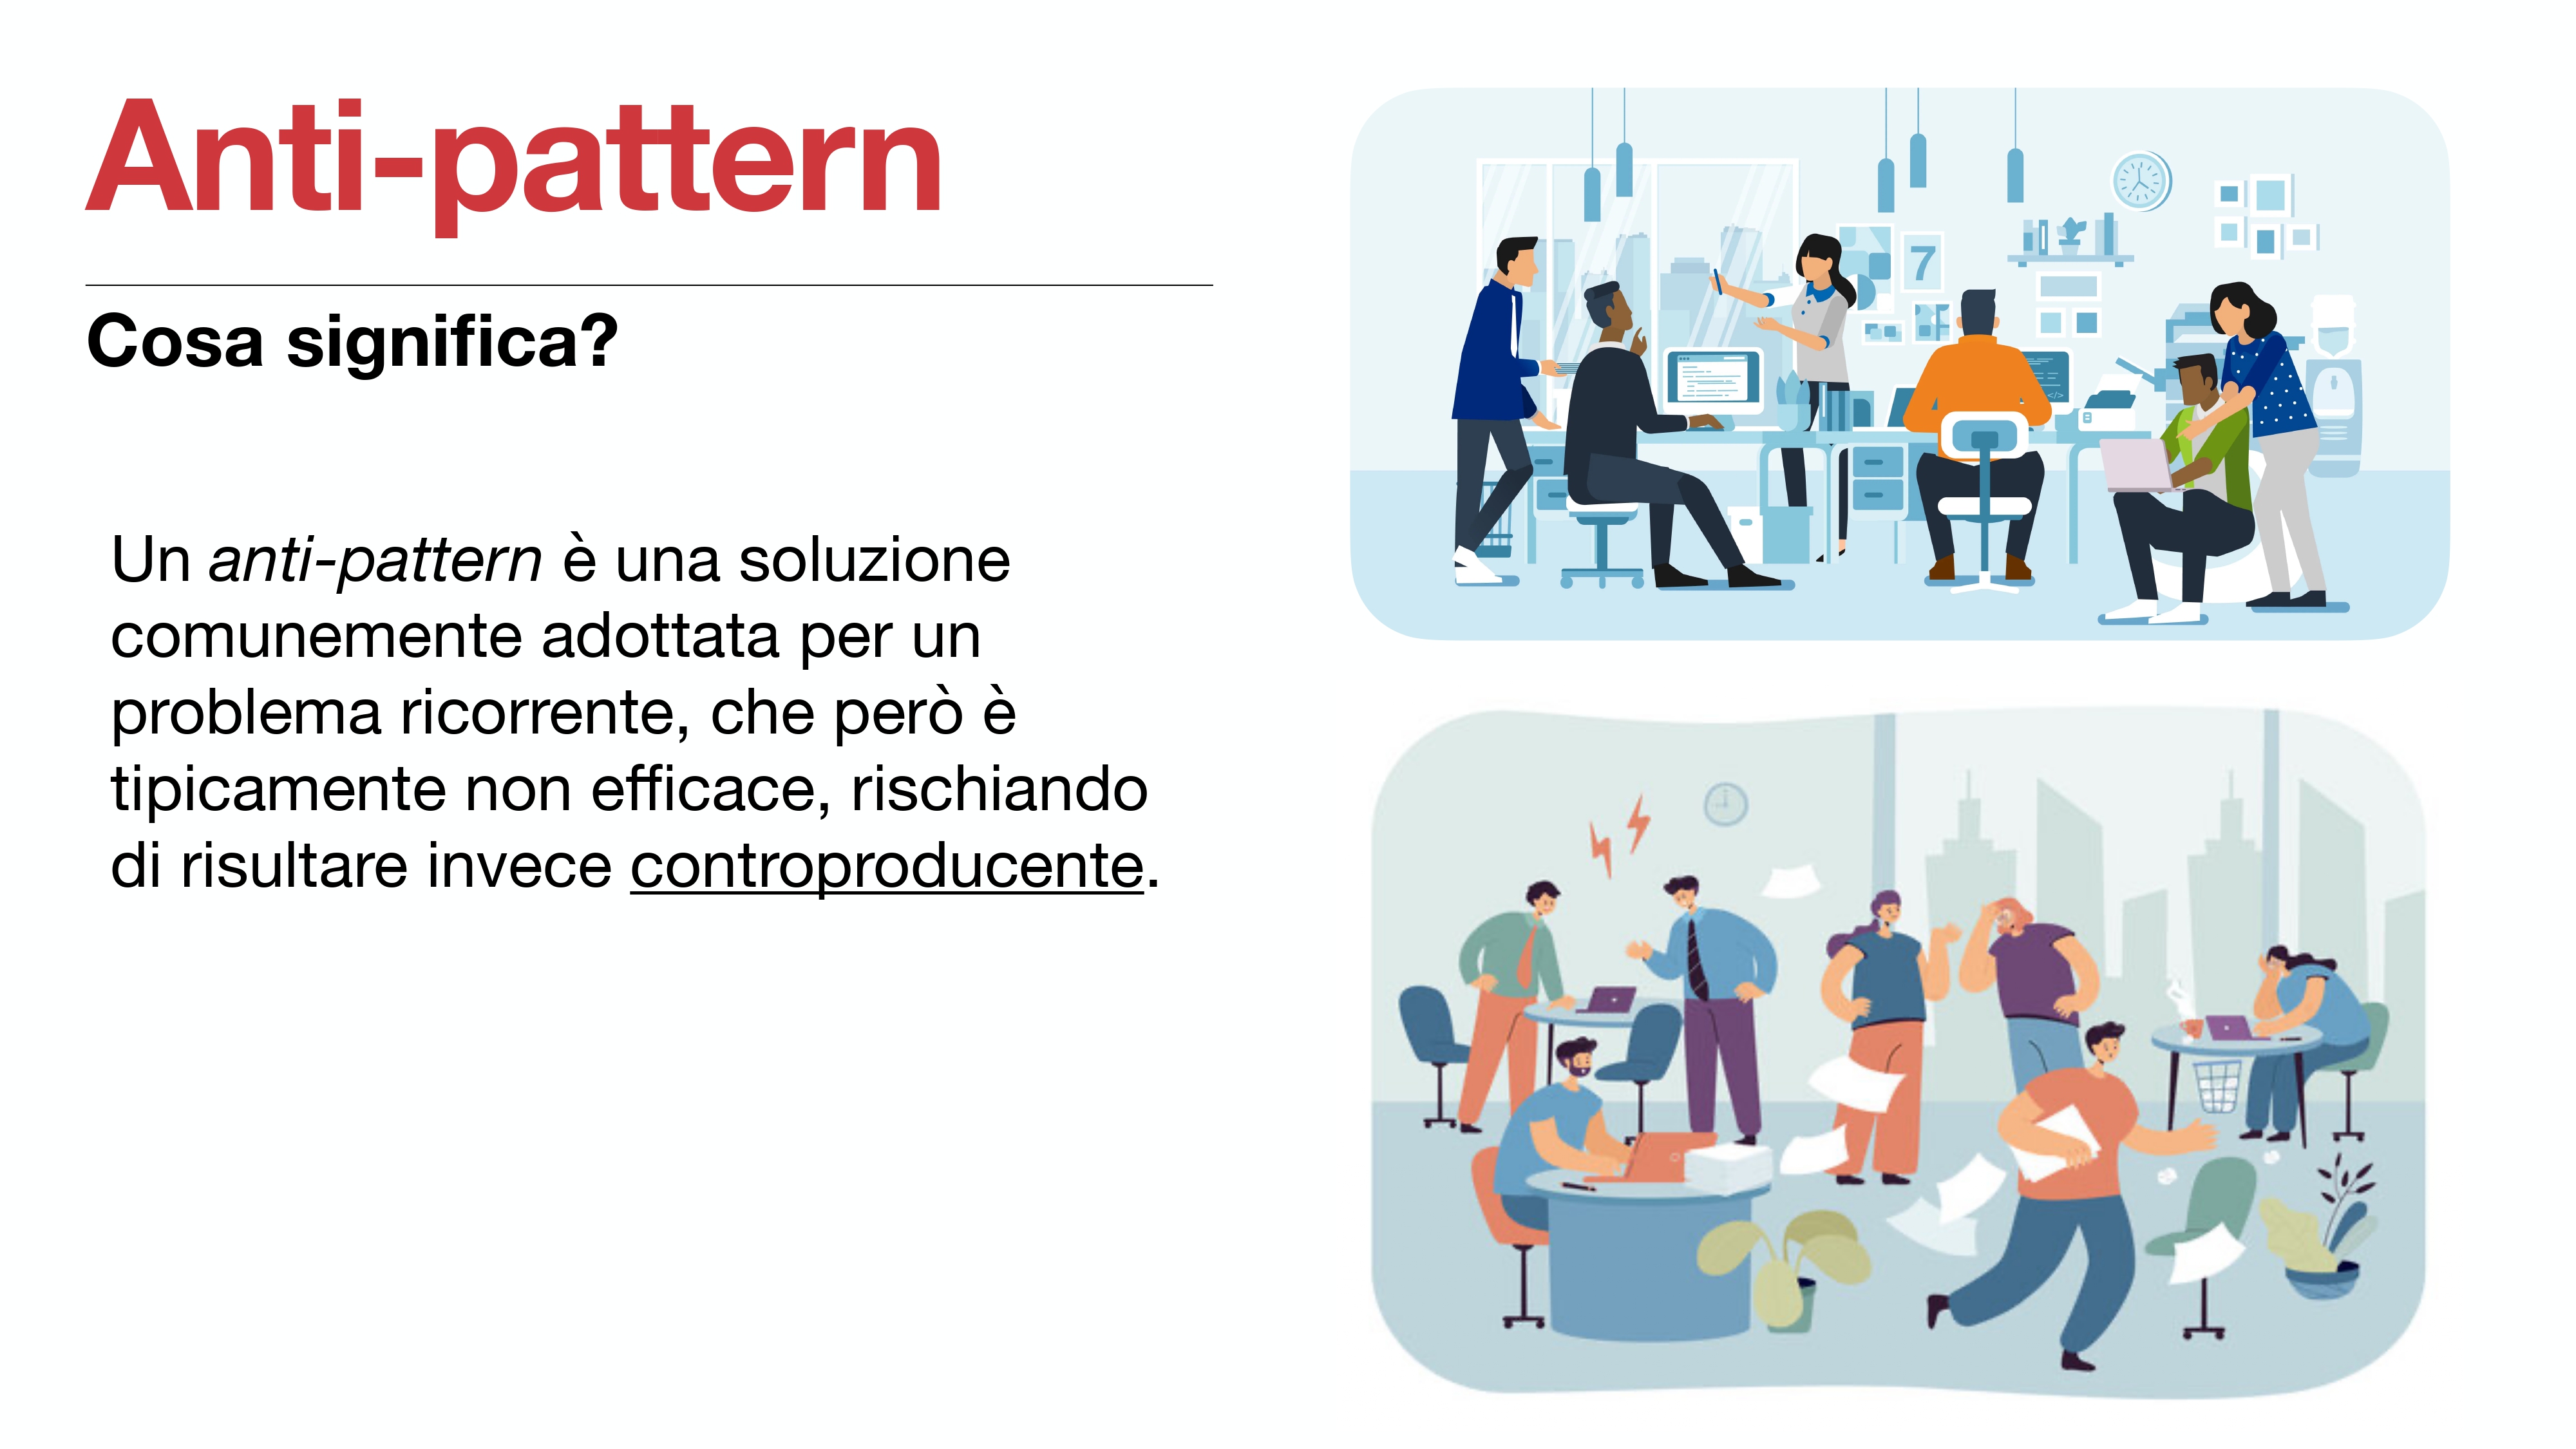 Anti-pattern
Cosa significa?
Un anti-pattern è una soluzione
comunemente adottata per un
problema ricorrente, che però è
tipicamente non efficace, rischiando
di risultare invece controproducente.
7